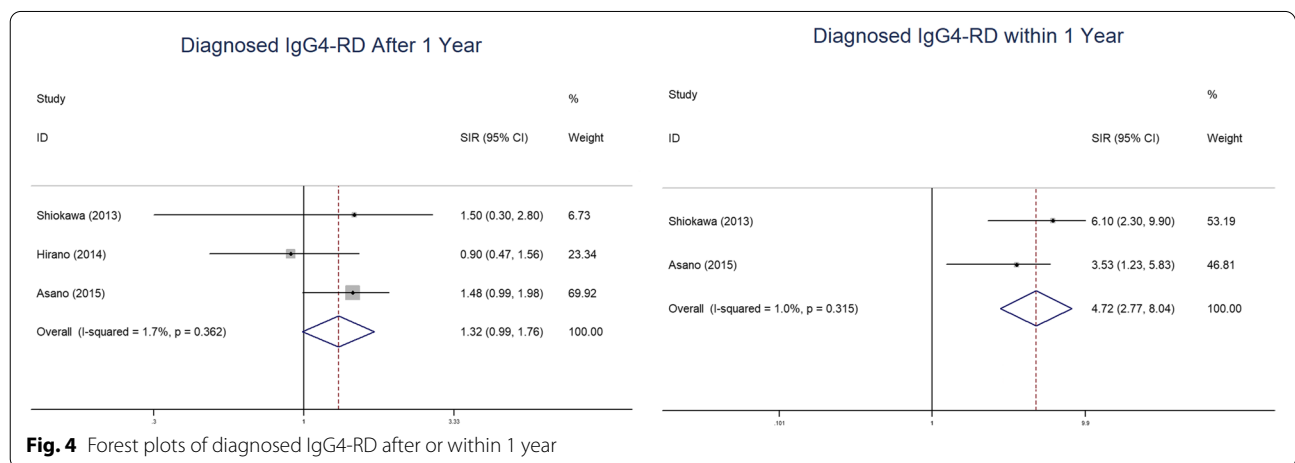 Diagnosed IgG4-RD After 1 Year
Study %
ID SIR (95% CI) Weight
Shiokawa (2013) 1.50 (0.30, 2.80) 6.73
Hirano (2014) 0.90 (0.47, 1.56) 23.34
Asano (2015) 1.48 (0.99, 1.98) 69.92
Overall (I-squared = 1.7%, p = 0.362) 1.32 (0.99, 1.76) 100.00
.3 1 3.33
Diagnosed IgG4-RD within 1 Year
Study %
ID SIR (95% CI) Weight
Shiokawa (2013) 6.10 (2.30, 9.90) 53.19
Asano (2015) 3.53 (1.23, 5.83) 46.81
Overall (I-squared = 1.0%, p = 0.315) 4.72 (2.77, 8.04) 100.00
.101 1 9.9
Fig. 4 Forest plots of diagnosed IgG4-RD after or within 1 year